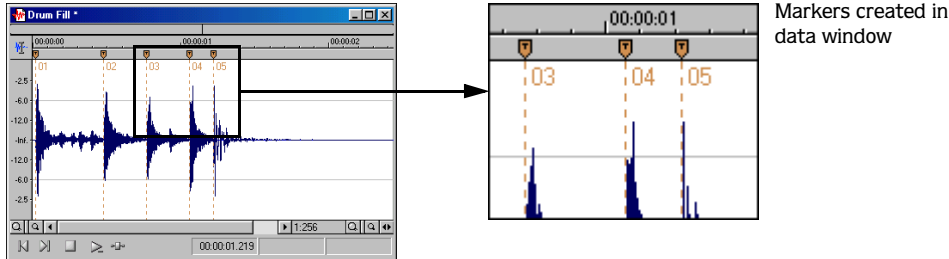 Drum Fill *
00:00:00 00:00:01 00:00:02
01 02 03 04 05
-2.5
-6.0
-12.0
-Inf.
-12.0
-6.0
-2.5
1:256
00:00:01.219
00:00:01
03 04 05
Markers created in
data window